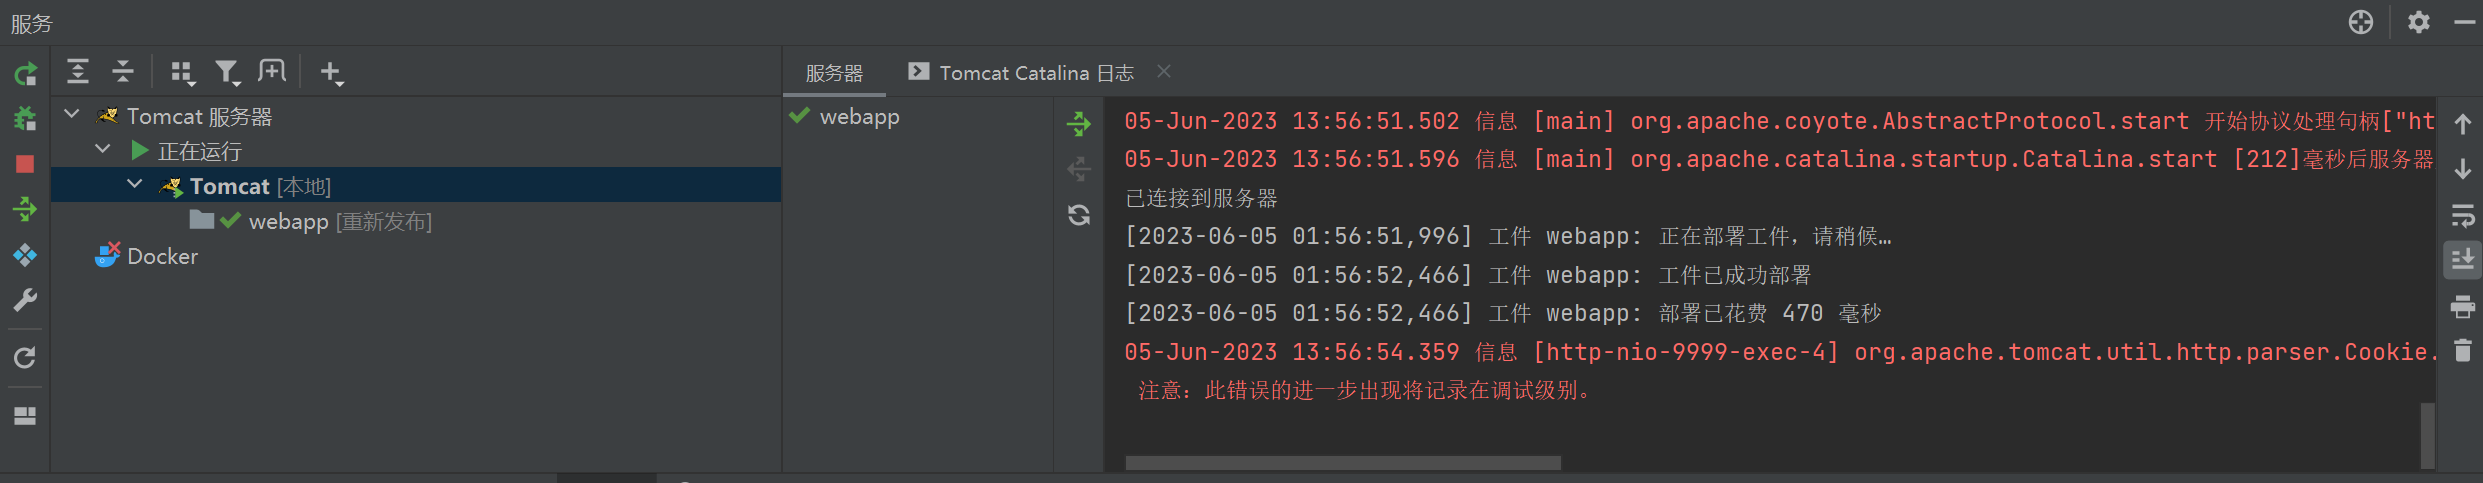 服务
服务器
Tomcat Catalina 日志
Tomcat 服务器
正在运行
Tomcat [本地]
webapp [重新发布]
Docker
webapp
05-Jun-2023 13:56:51.502 信息 [main] org.apache.coyote.AbstractProtocol.start 开始协议处理句柄["ht
05-Jun-2023 13:56:51.596 信息 [main] org.apache.catalina.startup.Catalina.start [212]毫秒后服务器
已连接到服务器
[2023-06-05 01:56:51,996] 工件 webapp: 正在部署工件，请稍候…
[2023-06-05 01:56:52,466] 工件 webapp: 工件已成功部署
[2023-06-05 01:56:52,466] 工件 webapp: 部署已花费 470 毫秒
05-Jun-2023 13:56:54.359 信息 [http-nio-9999-exec-4] org.apache.tomcat.util.http.parser.Cookie.
注意：此错误的进一步出现将记录在调试级别。